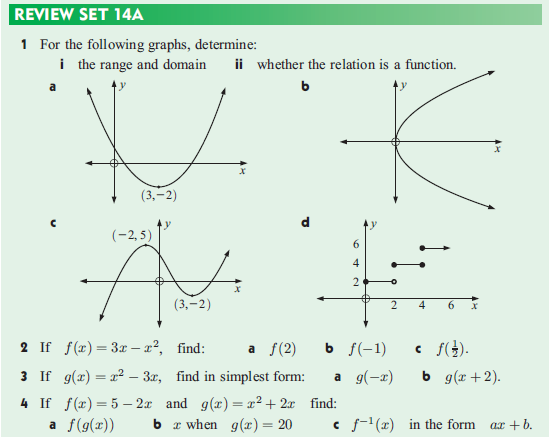 REVIEW SET 14A
1 For the following graphs, determine:
i the range and domain ii whether the relation is a function.
a y x (3,−2)
b y x
c (−2, 5) y x (3,−2)
d y 6 4 2 2 4 6 x
2 If f(x) = 3x − x², find: a f(2) b f(−1) c f(½).
3 If g(x) = x² − 3x, find in simplest form: a g(−x) b g(x + 2).
4 If f(x) = 5 − 2x and g(x) = x² + 2x find:
a f(g(x)) b x when g(x) = 20 c f⁻¹(x) in the form ax + b.